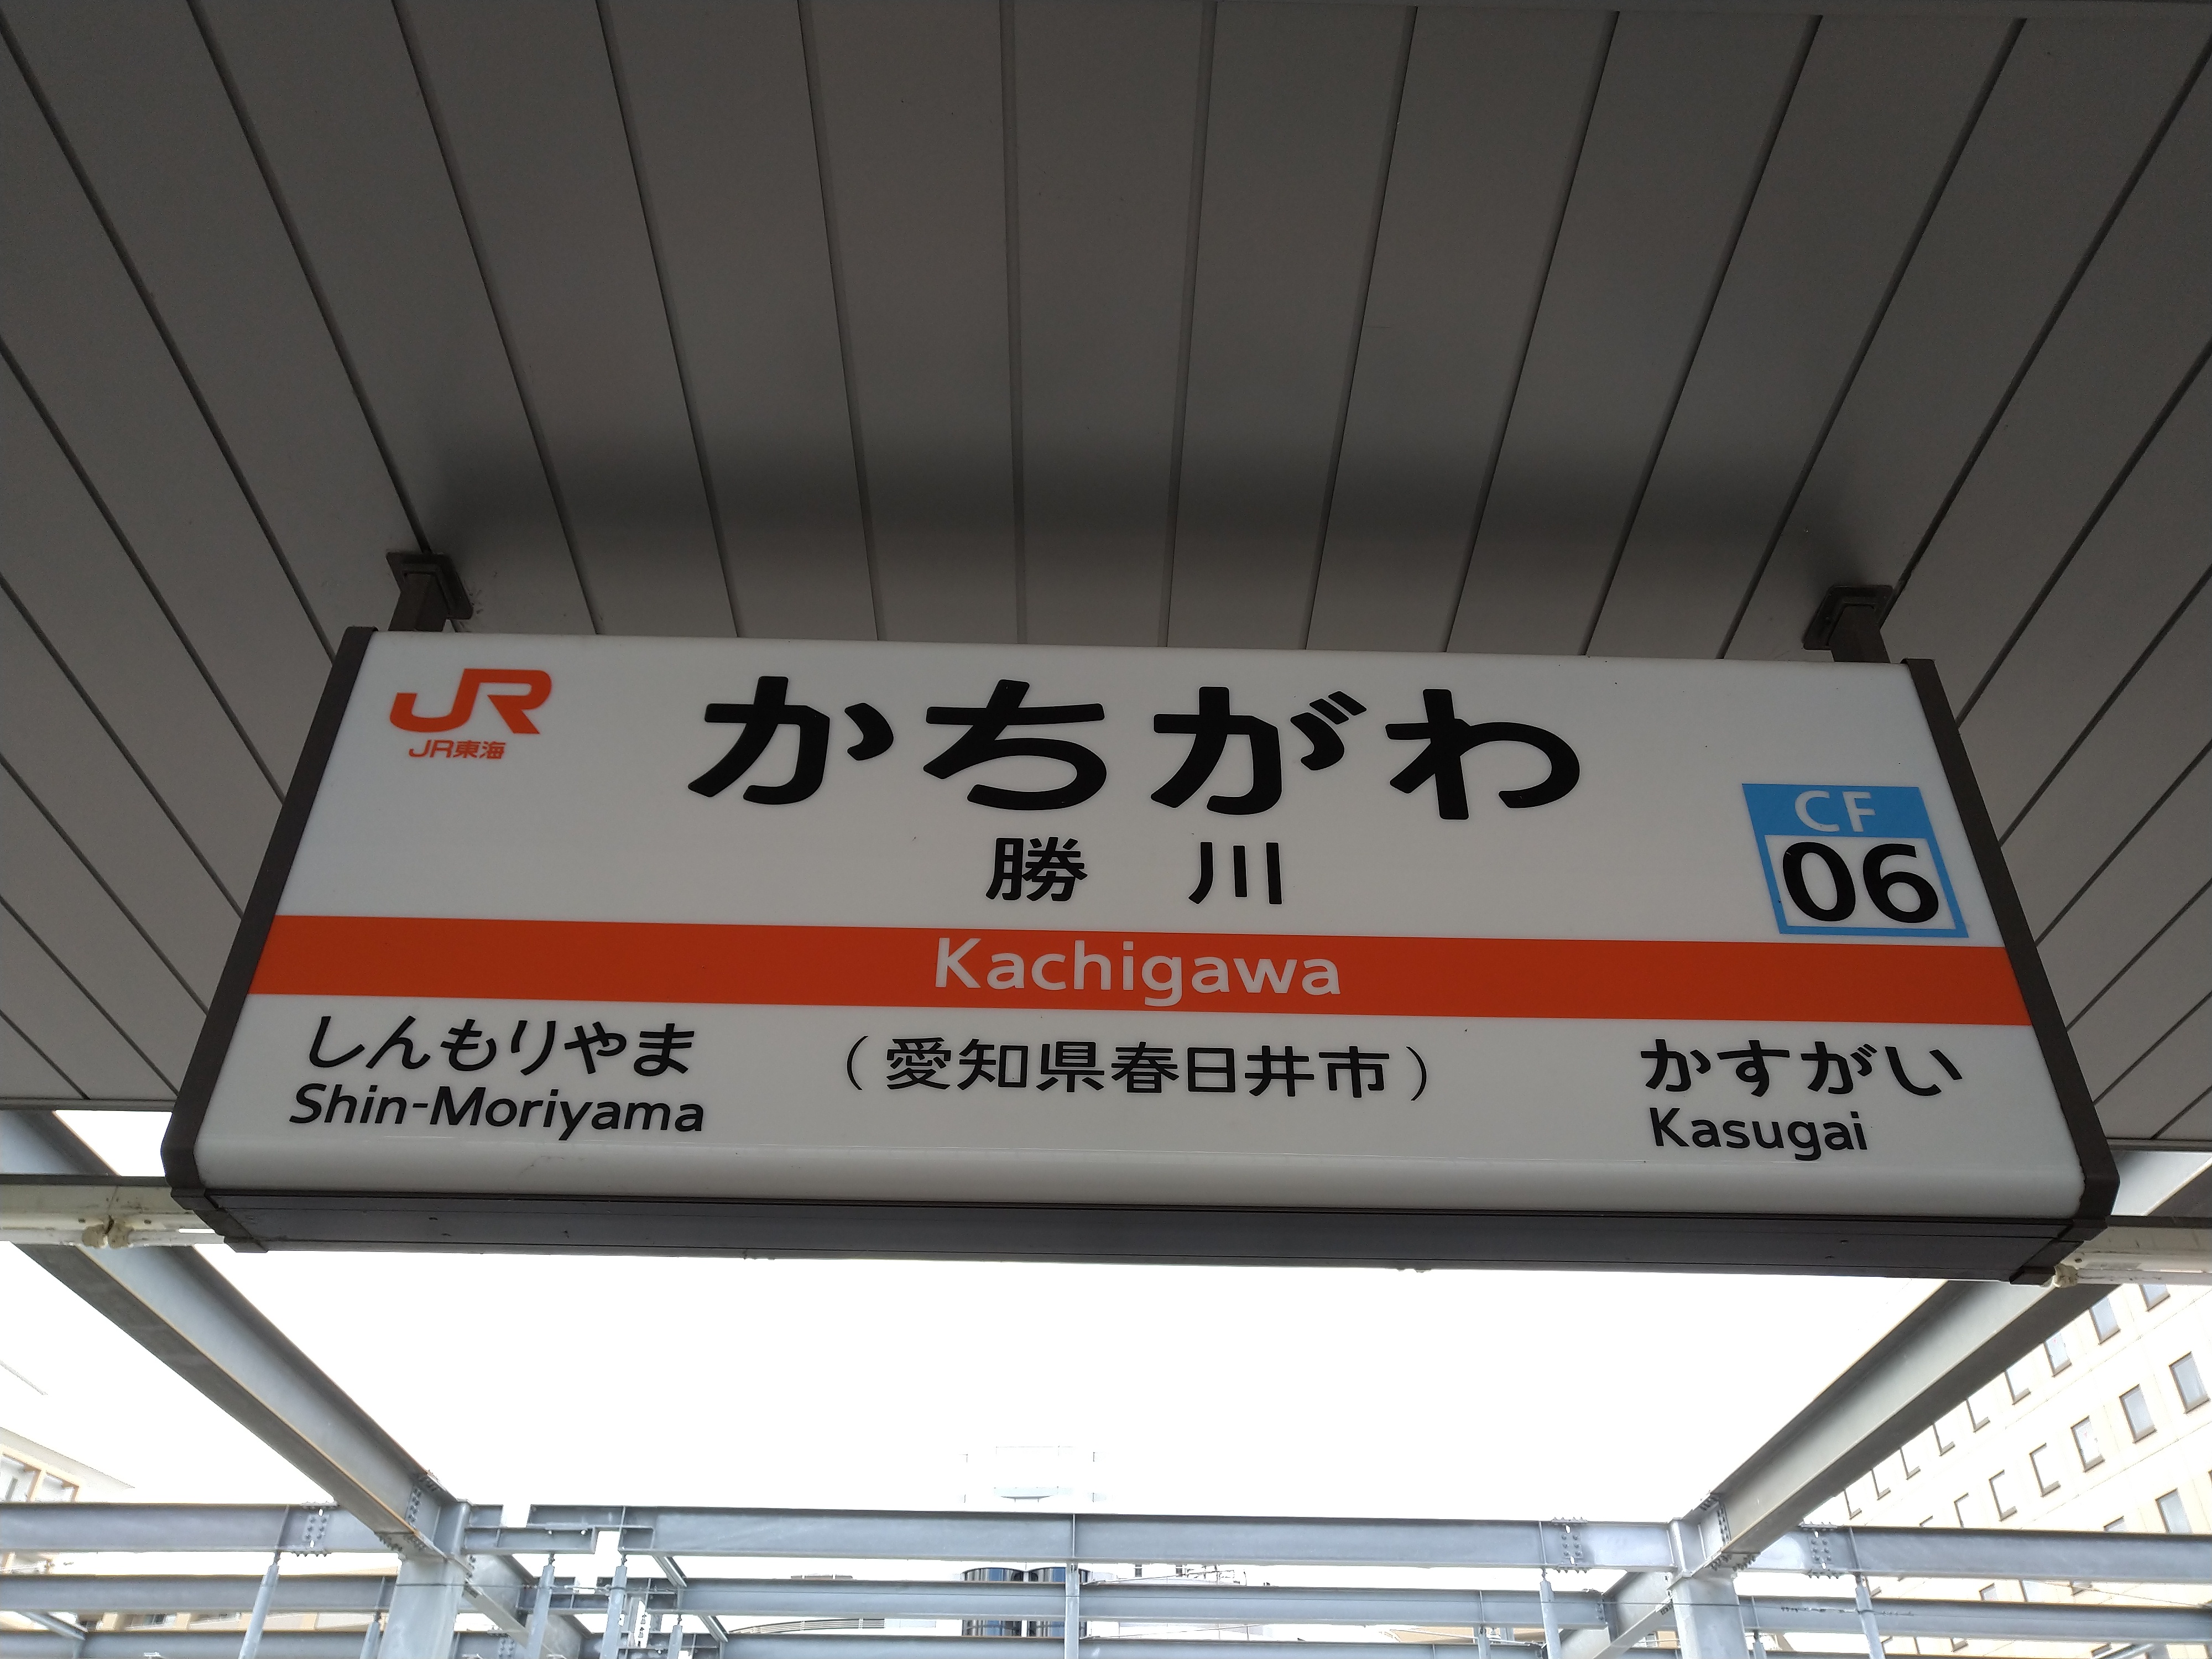 JR
JR東海
かちがわ
勝川
CF
06
Kachigawa
しんもりやま
Shin-Moriyama
(愛知県春日井市)
かすがい
Kasugai